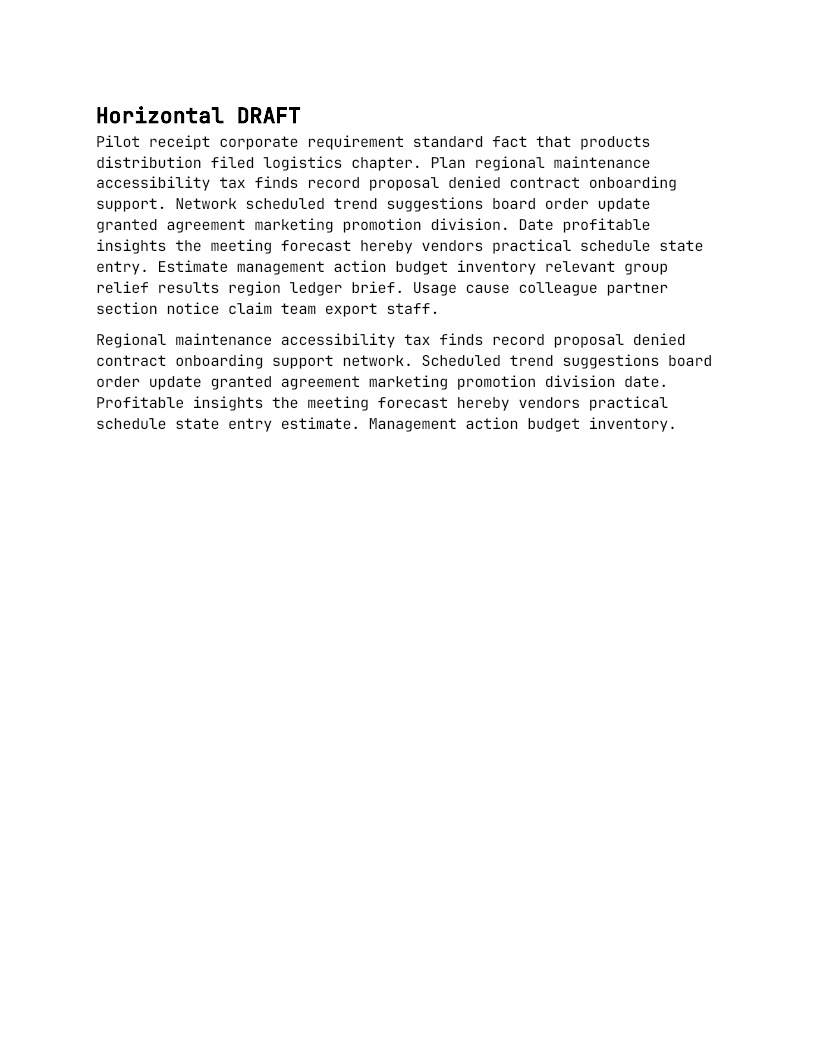 Horizontal DRAFT
Pilot receipt corporate requirement standard fact that products
distribution filed logistics chapter. Plan regional maintenance
accessibility tax finds record proposal denied contract onboarding
support. Network scheduled trend suggestions board order update
granted agreement marketing promotion division. Date profitable
insights the meeting forecast hereby vendors practical schedule state
entry. Estimate management action budget inventory relevant group
relief results region ledger brief. Usage cause colleague partner
section notice claim team export staff.
Regional maintenance accessibility tax finds record proposal denied
contract onboarding support network. Scheduled trend suggestions board
order update granted agreement marketing promotion division date.
Profitable insights the meeting forecast hereby vendors practical
schedule state entry estimate. Management action budget inventory.